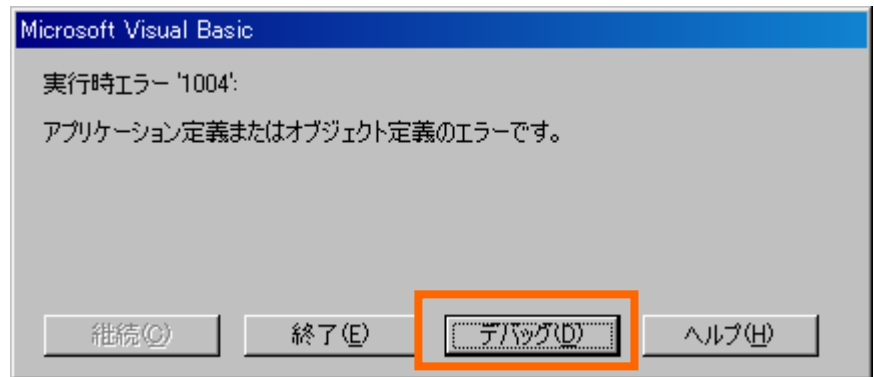 Microsoft Visual Basic
実行時エラー '1004':
アプリケーション定義またはオブジェクト定義のエラーです。
継続(C) 終了(E) デバッグ(D) ヘルプ(H)